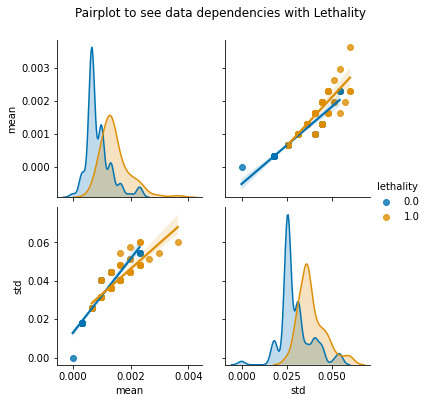 Pairplot to see data dependencies with Lethality
0.003
0.002
0.001
0.000
mean
lethality
0.0
1.0
0.06
0.04
0.02
0.00
std
0.000 0.002 0.004
mean
0.000 0.025 0.050
std